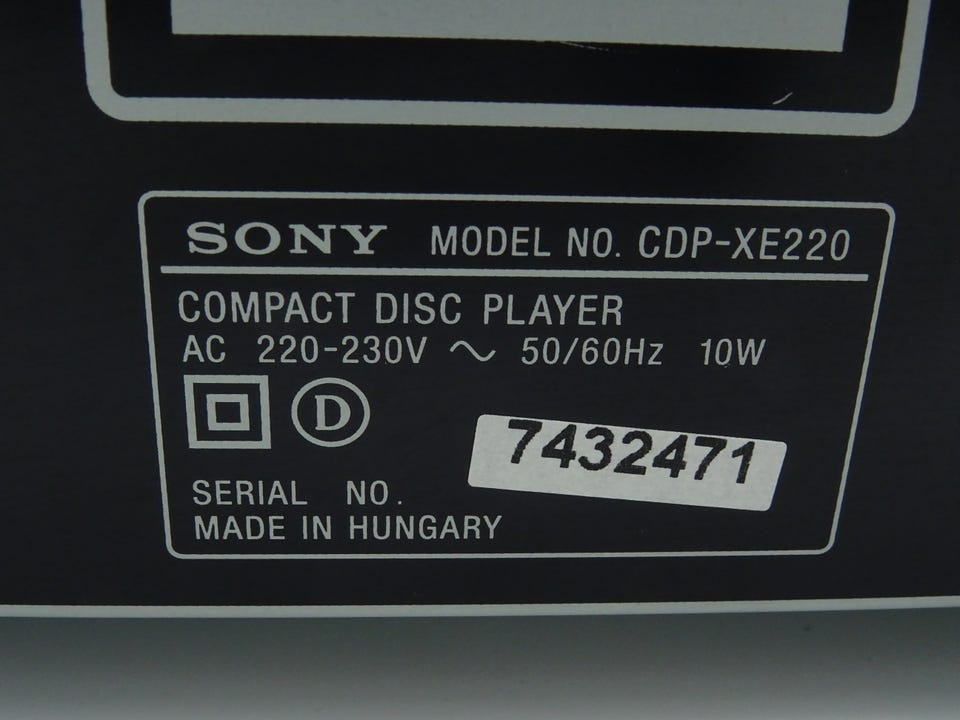 SONY MODEL NO. CDP-XE220
COMPACT DISC PLAYER
AC 220-230V ~ 50/60Hz 10W
D
7432471
SERIAL NO.
MADE IN HUNGARY